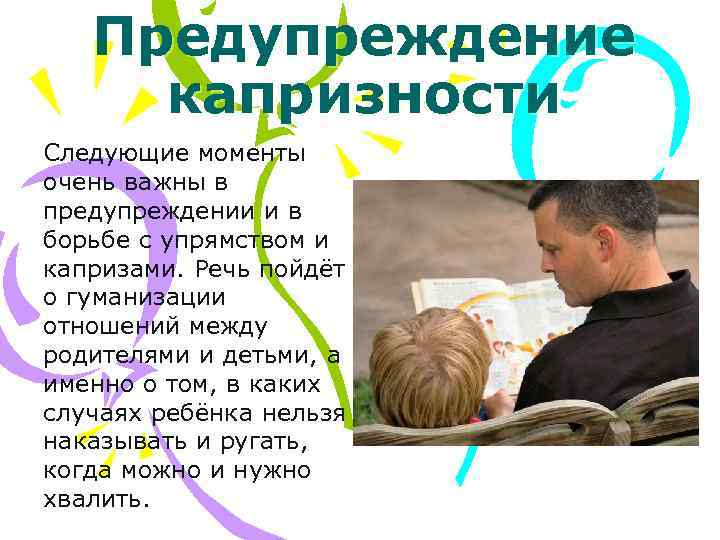 Предупреждение
капризности
Следующие моменты
очень важны в
предупреждении и в
борьбе с упрямством и
капризами. Речь пойдёт
о гуманизации
отношений между
родителями и детьми, а
именно о том, в каких
случаях ребёнка нельзя
наказывать и ругать,
когда можно и нужно
хвалить.